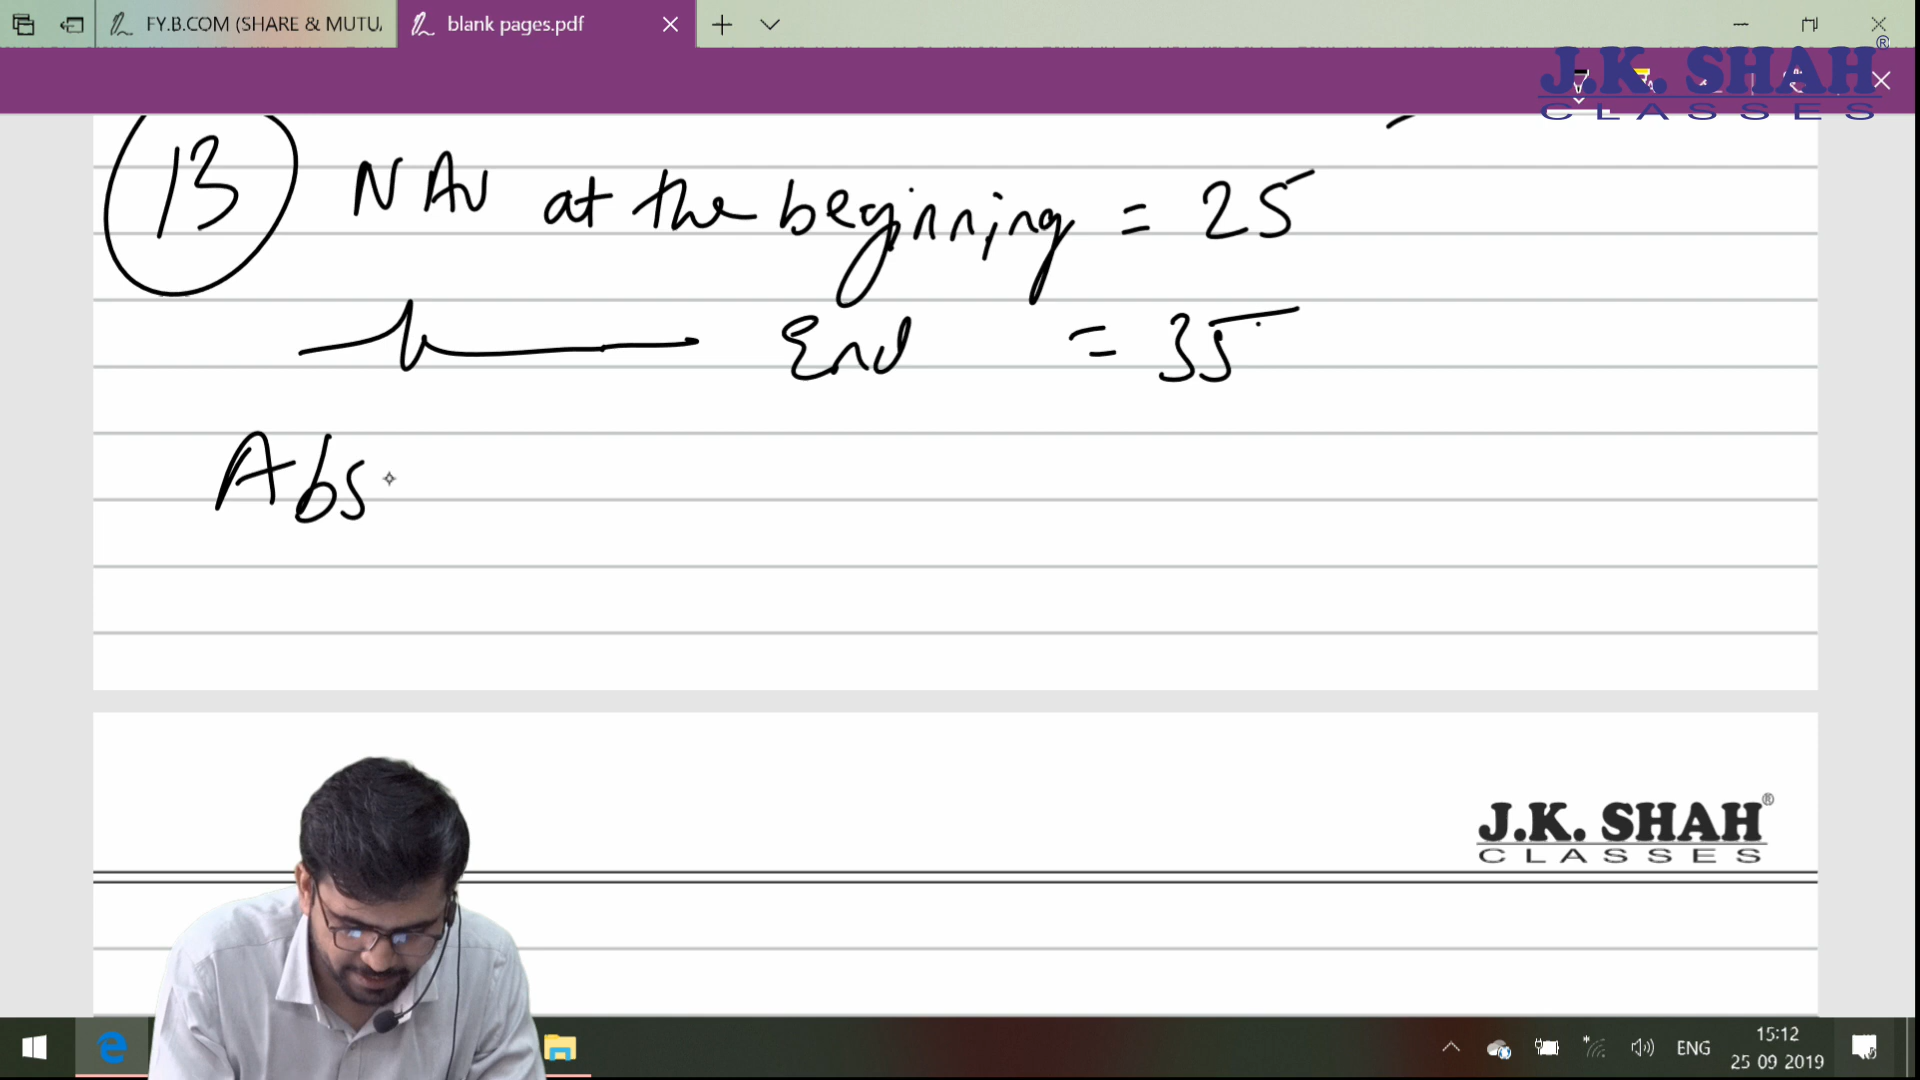 FY.B.COM (SHARE & MUTU
blank pages.pdf
J.K. SHAH®
CLASSES
13 NAV at the beginning = 25
End = 35
Abs
J.K. SHAH®
CLASSES
ENG
15:12
25 09 2019